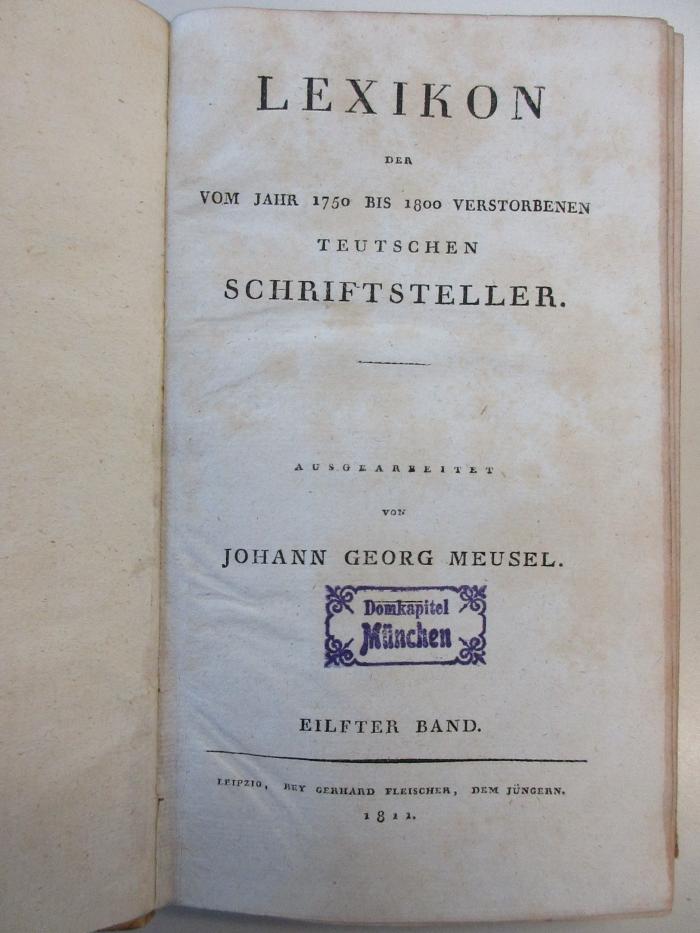 LEXIKON
DER
VOM JAHR 1750 BIS 1800 VERSTORBENEN
TEUTSCHEN
SCHRIFTSTELLER.
AUSGEARBEITET
VON
JOHANN GEORG MEUSEL.
Domkapitel
München
EILFTER BAND.
LEIPZIG, BEY GERHARD FLEISCHER, DEM JÜNGERN.
1811.